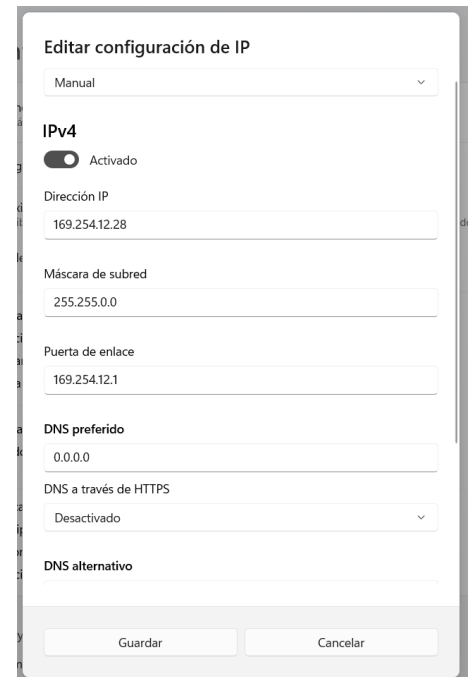 Editar configuración de IP
Manual
IPv4
Activado
Dirección IP
169.254.12.28
Máscara de subred
255.255.0.0
Puerta de enlace
169.254.12.1
DNS preferido
0.0.0.0
DNS a través de HTTPS
Desactivado
DNS alternativo
Guardar
Cancelar